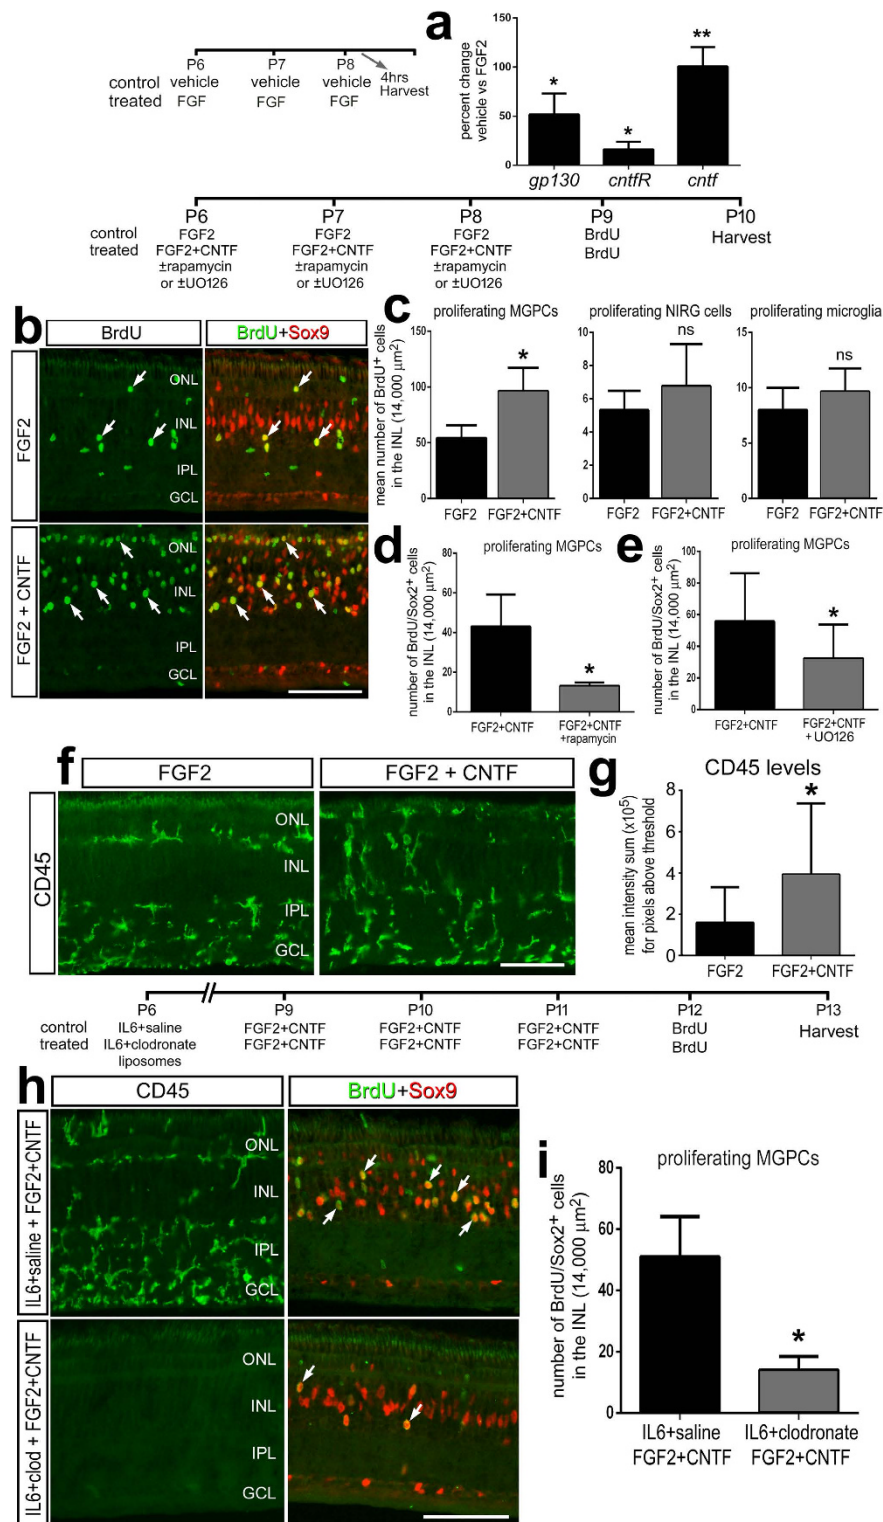 a
P6 P7 P8
control vehicle vehicle vehicle 4hrs
treated FGF FGF FGF Harvest
percent change
vehicle vs FGF2
150
100
50
0
* * **
gp130 cntfR cntf
P6 P7 P8 P9 P10
control FGF2 FGF2 FGF2 BrdU Harvest
treated FGF2+CNTF FGF2+CNTF FGF2+CNTF BrdU
±rapamycin ±rapamycin ±rapamycin
or ±UO126 or ±UO126 or ±UO126
b
BrdU BrdU+Sox9
FGF2
ONL
INL
IPL
GCL
FGF2 + CNTF
ONL
INL
IPL
GCL
c
proliferating MGPCs proliferating NIRG cells proliferating microglia
mean number of BrdU+ cells
in the INL (14,000 µm2)
150
100
50
0
*
FGF2 FGF2+CNTF
10
8
6
4
2
0
ns
FGF2 FGF2+CNTF
15
10
5
0
ns
FGF2 FGF2+CNTF
d
proliferating MGPCs
number of BrdU/Sox2+ cells
in the INL (14,000 µm2)
80
60
40
20
0
*
FGF2+CNTF FGF2+CNTF
+rapamycin
e
proliferating MGPCs
number of BrdU/Sox2+ cells
in the INL (14,000 µm2)
100
80
60
40
20
0
*
FGF2+CNTF FGF2+CNTF
+ UO126
f
FGF2 FGF2 + CNTF
CD45
ONL
INL
IPL
GCL
g
CD45 levels
mean intensity sum (x105)
for pixels above threshold
8
6
4
2
0
*
FGF2 FGF2+CNTF
P6 P9 P10 P11 P12 P13
control IL6+saline FGF2+CNTF FGF2+CNTF FGF2+CNTF BrdU Harvest
treated IL6+clodronate FGF2+CNTF FGF2+CNTF FGF2+CNTF BrdU
liposomes
h
CD45 BrdU+Sox9
IL6+saline + FGF2+CNTF
ONL
INL
IPL
GCL
IL6+clod + FGF2+CNTF
ONL
INL
IPL
GCL
i
proliferating MGPCs
number of BrdU/Sox2+ cells
in the INL (14,000 µm2)
80
60
40
20
0
*
IL6+saline IL6+clodronate
FGF2+CNTF FGF2+CNTF